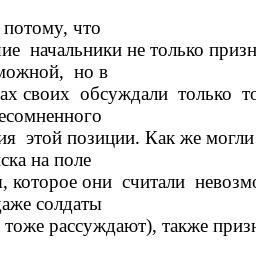 потому, что
ие начальники не только призн
можной, но в
ах своих обсуждали только то
есомненного
ия этой позиции. Как же могли
ска на поле
, которое они считали невозмо
даже солдаты
тоже рассуждают), также призн